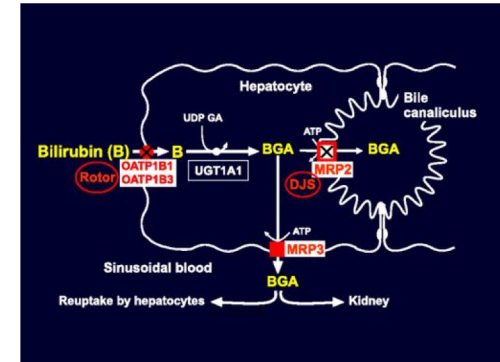 Hepatocyte
Bile
canaliculus
UDP GA
ATP
Bilirubin (B)
B
BGA
BGA
Rotor
OATP1B1
OATP1B3
UGT1A1
DJS
MRP2
ATP
MRP3
Sinusoidal blood
BGA
Reuptake by hepatocytes
Kidney